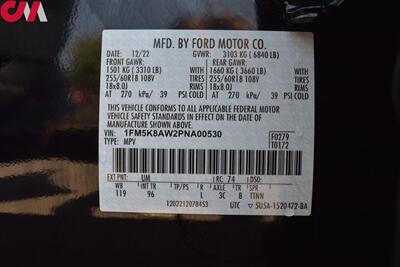 MFD. BY FORD MOTOR CO.
DATE: 12/22 GVWR: 3103 KG ( 6840 LB)
FRONT GAWR: REAR GAWR:
1501 KG ( 3310 LB) 1660 KG ( 3660 LB)
255/60R18 108V TIRES 255/60R18 108V TIRES
18x8.0J RIMS 18x8.0J RIMS
AT 270 kPa/ 39 PSI COLD AT 270 kPa/ 39 PSI COLD
THIS VEHICLE CONFORMS TO ALL APPLICABLE FEDERAL MOTOR
VEHICLE SAFETY STANDARDS IN EFFECT ON THE DATE OF
MANUFACTURE SHOWN ABOVE.
VIN: 1FM5K8AW2PNA00530 F0279
TYPE: MPV T0172
EXT PNT: UM RC: 74 DSO:
WB INT TR TP/PS R AXLE TR SPR
119 96 L 3C B TTNN
1202212078453 UTC 5U5A-1520472-BA